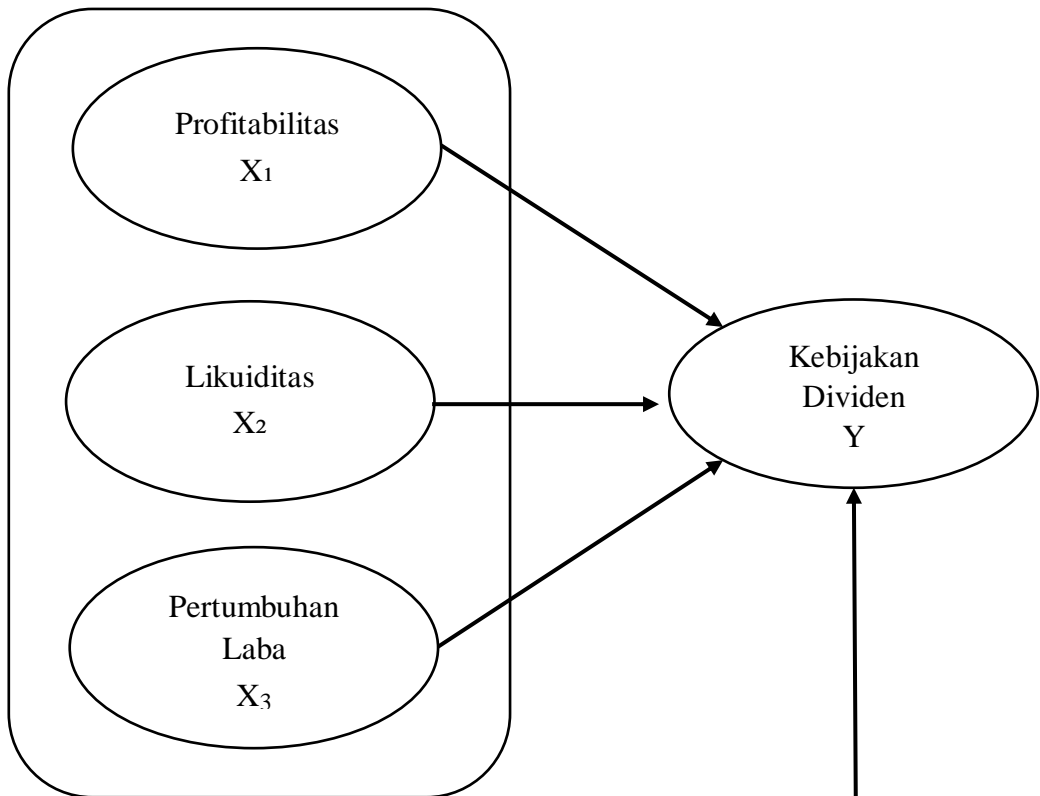 Profitabilitas
X₁
Likuiditas
X₂
Pertumbuhan
Laba
X₃
Kebijakan
Dividen
Y